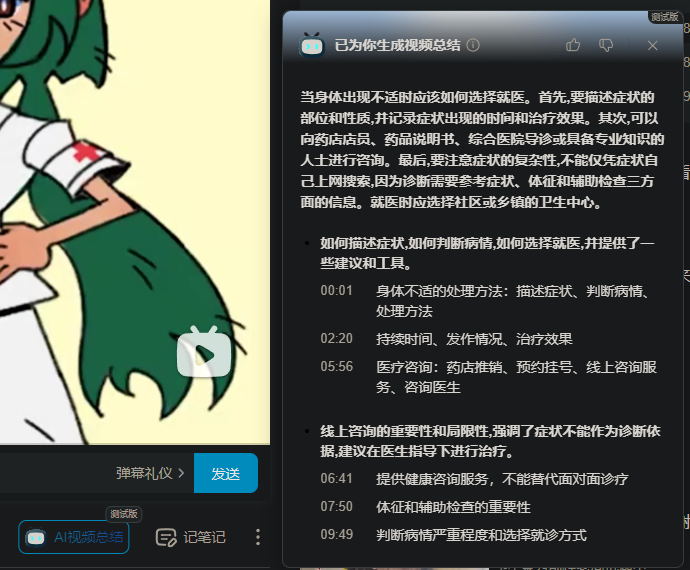 测试版
已为你生成视频总结
当身体出现不适时应该如何选择就医。首先,要描述症状的
部位和性质,并记录症状出现的时间和治疗效果。其次,可以
向药店店员、药品说明书、综合医院导诊或具备专业知识的
人士进行咨询。最后,要注意症状的复杂性,不能仅凭症状自
己上网搜索,因为诊断需要参考症状、体征和辅助检查三方
面的信息。就医时应选择社区或乡镇的卫生中心。
如何描述症状,如何判断病情,如何选择就医,并提供了一
些建议和工具。
00:01 身体不适的处理方法：描述症状、判断病情、
处理方法
02:20 持续时间、发作情况、治疗效果
05:56 医疗咨询：药店推销、预约挂号、线上咨询服
务、咨询医生
线上咨询的重要性和局限性,强调了症状不能作为诊断依
据,建议在医生指导下进行治疗。
06:41 提供健康咨询服务，不能替代面对面诊疗
07:50 体征和辅助检查的重要性
09:49 判断病情严重程度和选择就诊方式
弹幕礼仪 >
发送
测试版
AI视频总结
记笔记